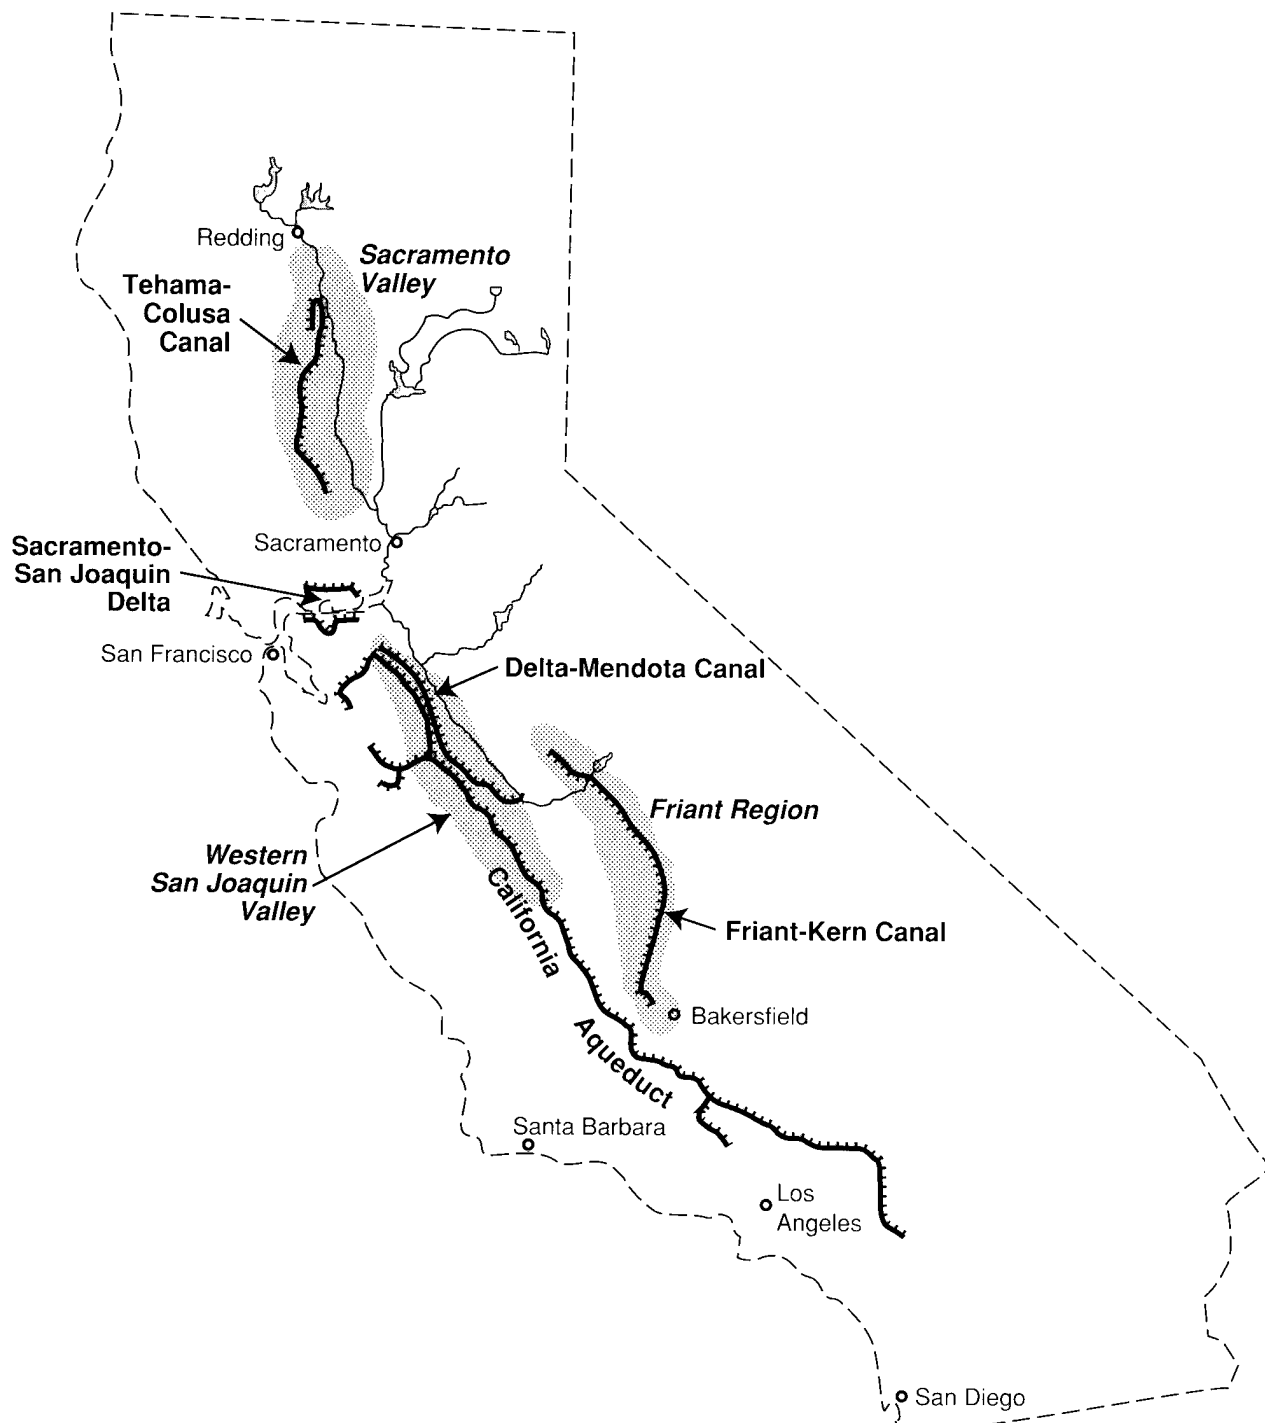 Redding
Sacramento
Valley
Tehama-
Colusa
Canal
Sacramento
Sacramento-
San Joaquin
Delta
San Francisco
Delta-Mendota Canal
Friant Region
Western
San Joaquin
Valley
California
Aqueduct
Friant-Kern Canal
Bakersfield
Santa Barbara
Los
Angeles
San Diego